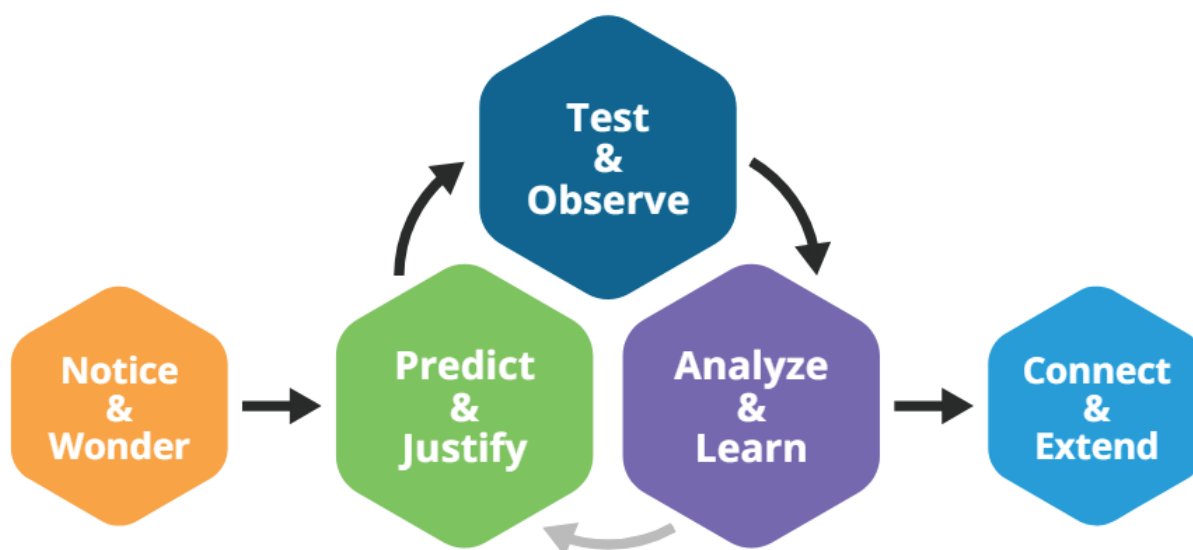 Notice
&
Wonder
Predict
&
Justify
Test
&
Observe
Analyze
&
Learn
Connect
&
Extend